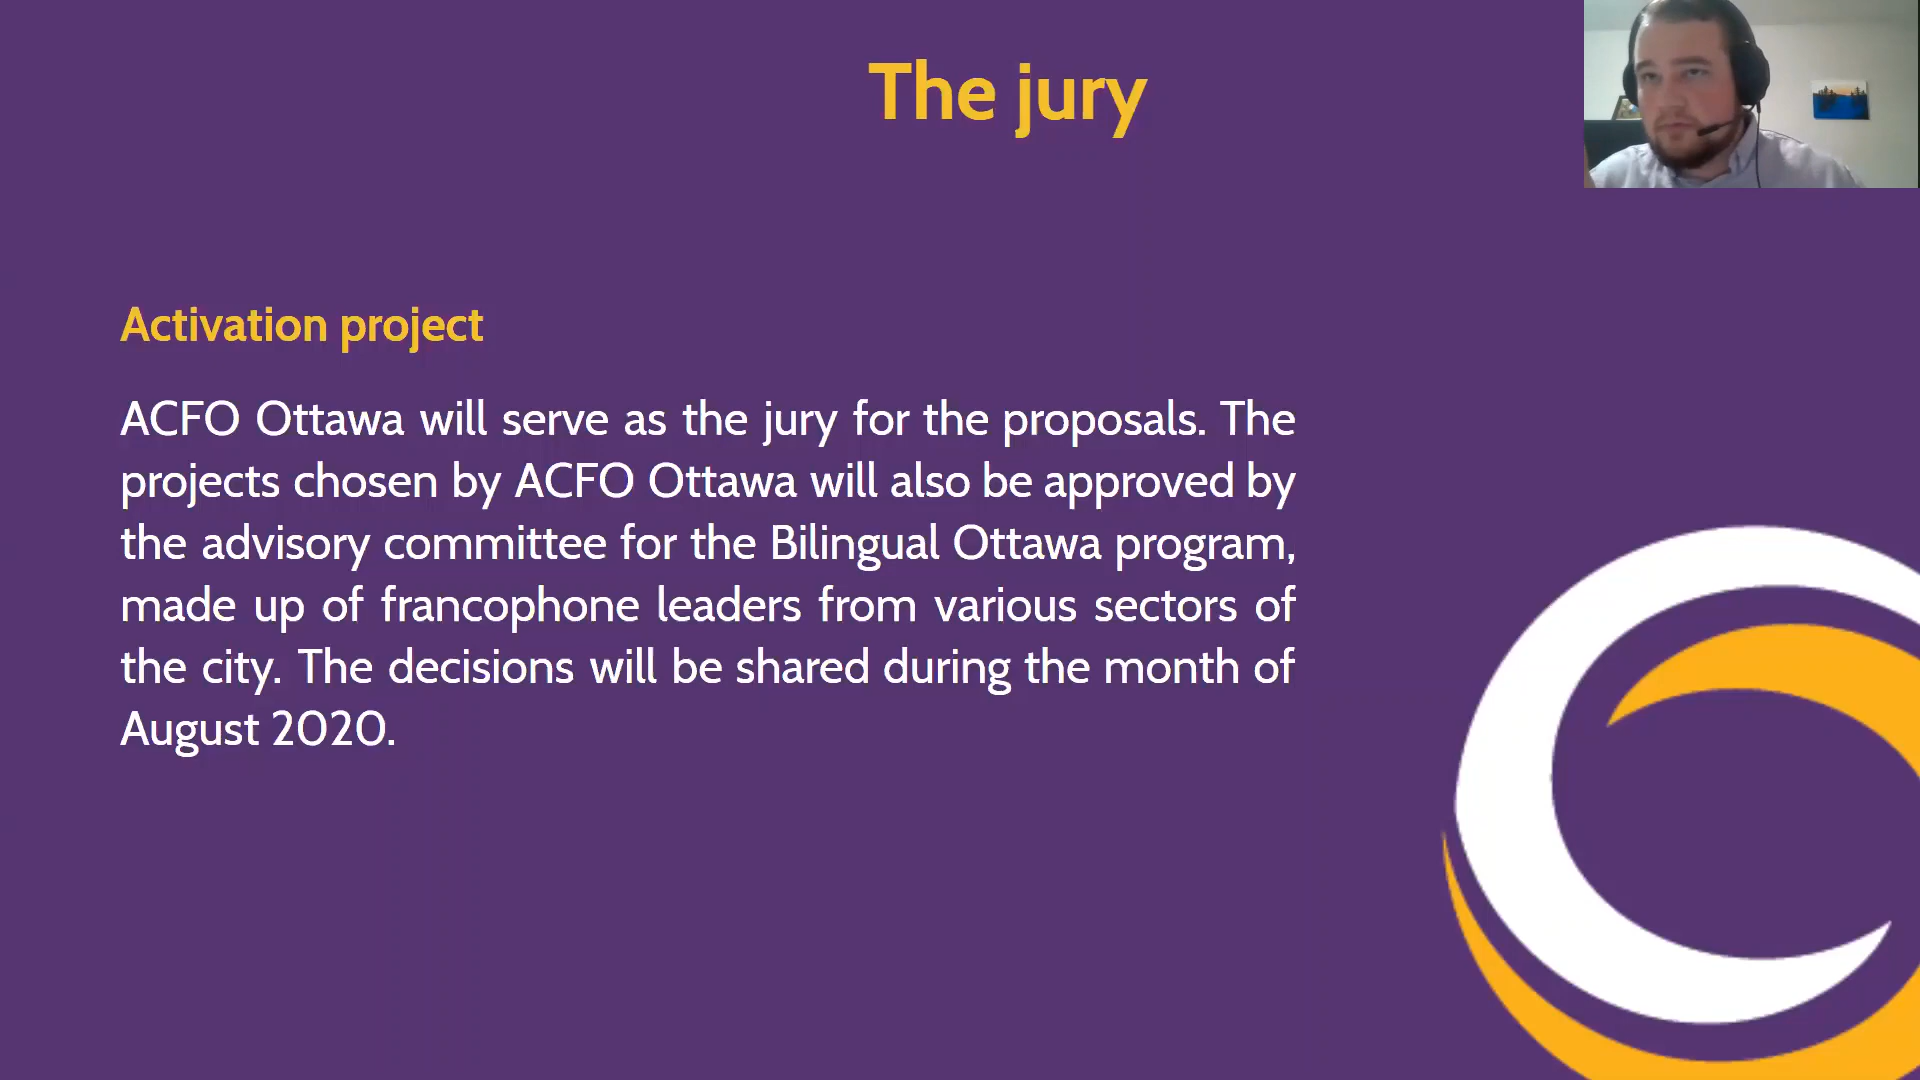 The jury
Activation project
ACFO Ottawa will serve as the jury for the proposals. The
projects chosen by ACFO Ottawa will also be approved by
the advisory committee for the Bilingual Ottawa program,
made up of francophone leaders from various sectors of
the city. The decisions will be shared during the month of
August 2020.